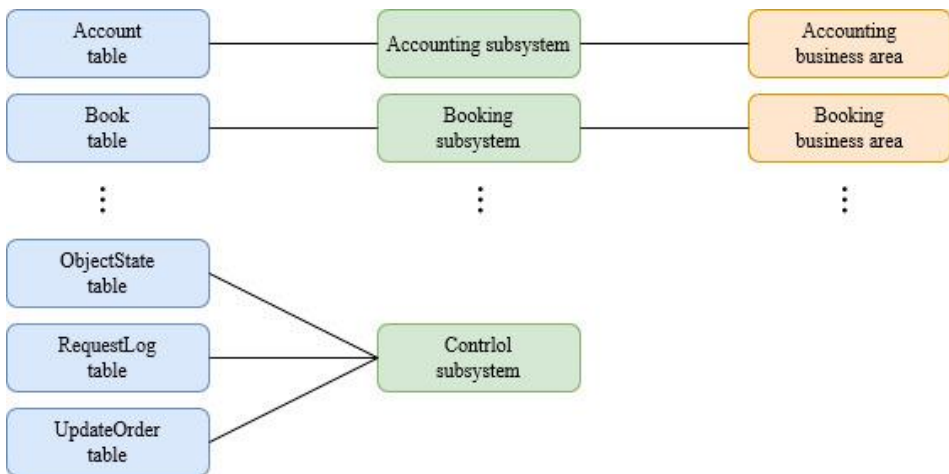 Account
table
Accounting subsystem
Accounting
business area
Book
table
Booking
subsystem
Booking
business area
ObjectState
table
RequestLog
table
Contrlol
subsystem
UpdateOrder
table